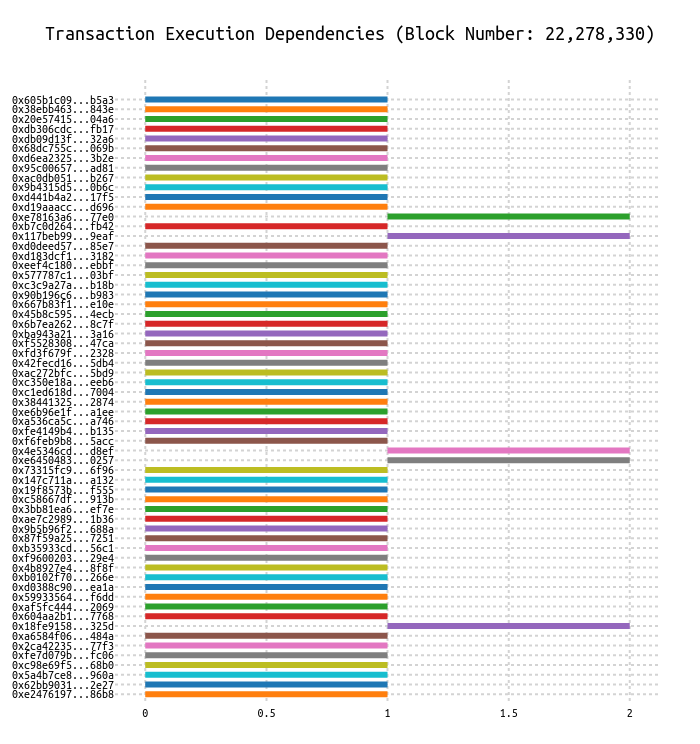 Transaction Execution Dependencies (Block Number: 22,278,330)
0x605b1c09...b5a3
0x38ebb463...843e
0x20e57415...04a6
0xdb306cdc...fb17
0xdb09d13f...32a6
0x68dc755c...069b
0xd6ea2325...3b2e
0x95c00657...ad81
0xac0db051...b267
0x9b4315d5...0b6c
0xd441b4a2...17f5
0xd19aaacc...d696
0xe78163a6...77e0
0xb7c0d264...fb42
0x117beb99...9eaf
0xd0deed57...85e7
0xd183dcf1...3182
0xeef4c180...ebbf
0x577787c1...03bf
0xc3c9a27a...b18b
0x90b196c6...b983
0x667b83f1...e10e
0x45b8c595...4ecb
0x6b7ea262...8c7f
0xba943a21...3a16
0xf5528308...47ca
0xfd3f679f...2328
0x42fecd16...5db4
0xac272bfc...5bd9
0xc350e18a...eeb6
0xc1ed618d...7004
0x38441325...2874
0xe6b96e1f...a1ee
0xa536ca5c...a746
0xfe4149b4...b135
0xf6feb9b8...5acc
0x4e5346cd...d8ef
0xe6450483...0257
0x73315fc9...6f96
0x147c711a...a132
0x19f8573b...f555
0xc58667df...913b
0x3bb81ea6...ef7e
0xae7c2989...1b36
0x9b5b96f2...688a
0x87f59a25...7251
0xb35933cd...56c1
0xf9600203...29e4
0x4b8927e4...8f8f
0xb0102f70...266e
0xd0388c90...ea1a
0x59933564...f6dd
0xaf5fc444...2069
0x604aa2b1...7768
0x18fe9158...325d
0xa6584f06...484a
0x2ca42235...77f3
0xfe7d079b...fc06
0xc98e69f5...68b0
0x5a4b7ce8...960a
0x62bb9031...2e27
0xe2476197...86b8
0 0.5 1 1.5 2